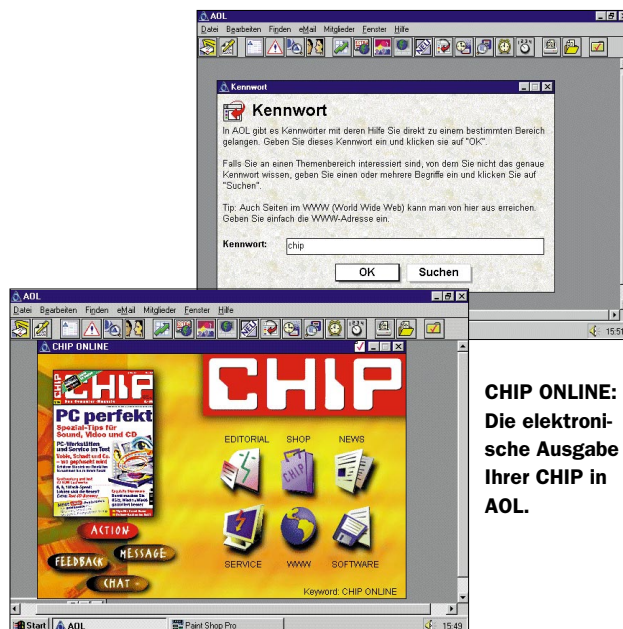 AOL
Datei Bearbeiten Finden eMail Mitglieder Fenster Hilfe
Kennwort
Kennwort
In AOL gibt es Kennwörter mit deren Hilfe Sie direkt zu einem bestimmten Bereich
gelangen. Geben Sie dieses Kennwort ein und klicken sie auf "OK".
Falls Sie an einen Themenbereich interessiert sind, von dem Sie nicht das genaue
Kennwort wissen, geben Sie einen oder mehrere Begriffe ein und klicken Sie auf
"Suchen".
Tip: Auch Seiten im WWW (World Wide Web) kann man von hier aus erreichen.
Geben Sie einfach die WWW-Adresse ein.
Kennwort: chip
OK Suchen
15:51
AOL
Datei Bearbeiten Finden eMail Mitglieder Fenster Hilfe
CHIP ONLINE
CHIP
CHIP
PC perfekt
Spezial-Tips für
Sound, Video und CD
PC-Werkstätten
und Service im Test
EDITORIAL SHOP NEWS
CHIP
ACTION
MESSAGE
FEEDBACK
CHAT
SERVICE WWW SOFTWARE
Keyword: CHIP ONLINE
Start AOL Paint Shop Pro 15:49
CHIP ONLINE:
Die elektroni-
sche Ausgabe
Ihrer CHIP in
AOL.